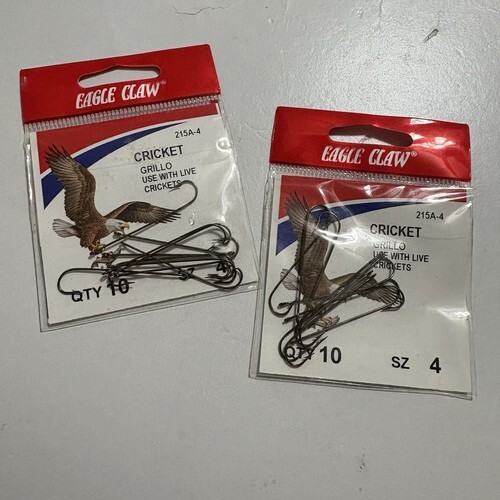 EAGLE CLAW®
215A-4
CRICKET
GRILLO
USE WITH LIVE
CRICKETS
QTY 10
4
EAGLE CLAW®
215A-4
CRICKET
GRILLO
USE WITH LIVE
CRICKETS
QTY 10 SZ 4